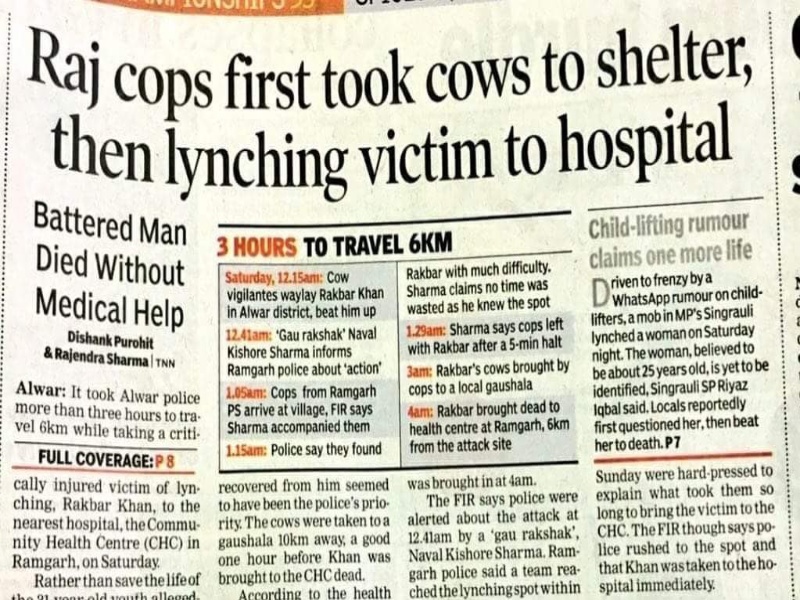 Raj cops first took cows to shelter,
then lynching victim to hospital
Battered Man
Died Without
Medical Help
Dishank Purohit
& Rajendra Sharma | TNN
Alwar: It took Alwar police
more than three hours to tra-
vel 6km while taking a criti-
FULL COVERAGE: P 8
cally injured victim of lyn-
ching, Rakbar Khan, to the
nearest hospital, the Commu-
nity Health Centre (CHC) in
Ramgarh, on Saturday.
Rather than save the life of
3 HOURS TO TRAVEL 6KM
Saturday, 12.15am: Cow
vigilantes waylay Rakbar Khan
in Alwar district, beat him up
12.41am: 'Gau rakshak' Naval
Kishore Sharma informs
Ramgarh police about 'action'
1.05am: Cops from Ramgarh
PS arrive at village, FIR says
Sharma accompanied them
1.15am: Police say they found
Rakbar with much difficulty.
Sharma claims no time was
wasted as he knew the spot
1.29am: Sharma says cops left
with Rakbar after a 5-min halt
3am: Rakbar's cows brought by
cops to a local gaushala
4am: Rakbar brought dead to
health centre at Ramgarh, 6km
from the attack site
recovered from him seemed
to have been the police's prio-
rity. The cows were taken to a
gaushala 10km away, a good
one hour before Khan was
brought to the CHC dead.
According to the health
was brought in at 4am.
The FIR says police were
alerted about the attack at
12.41am by a 'gau rakshak',
Naval Kishore Sharma. Ram-
garh police said a team rea-
ched the lynching spot within
Child-lifting rumour
claims one more life
Driven to frenzy by a
WhatsApp rumour on child-
lifters, a mob in MP's Singrauli
lynched a woman on Saturday
night. The woman, believed to
be about 25 years old, is yet to be
identified, Singrauli SP Riyaz
Iqbal said. Locals reportedly
first questioned her, then beat
her to death. P 7
Sunday were hard-pressed to
explain what took them so
long to bring the victim to the
CHC. The FIR though says po-
lice rushed to the spot and
that Khan was taken to the ho-
spital immediately.